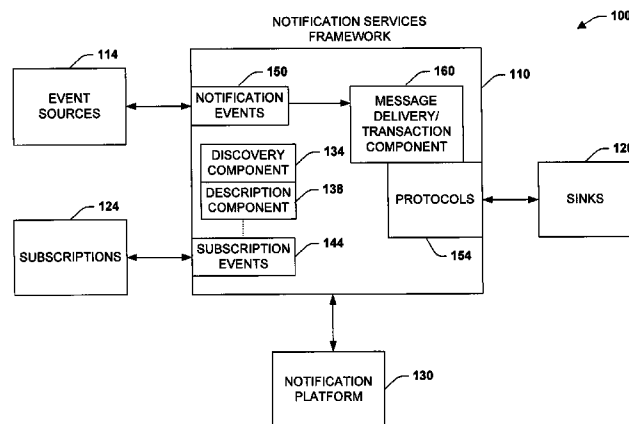 NOTIFICATION SERVICES
FRAMEWORK
100
114
EVENT
SOURCES
150
NOTIFICATION
EVENTS
160
MESSAGE
DELIVERY/
TRANSACTION
COMPONENT
110
DISCOVERY
COMPONENT
134
DESCRIPTION
COMPONENT
138
PROTOCOLS
154
120
SINKS
124
SUBSCRIPTIONS
SUBSCRIPTION
EVENTS
144
NOTIFICATION
PLATFORM
130